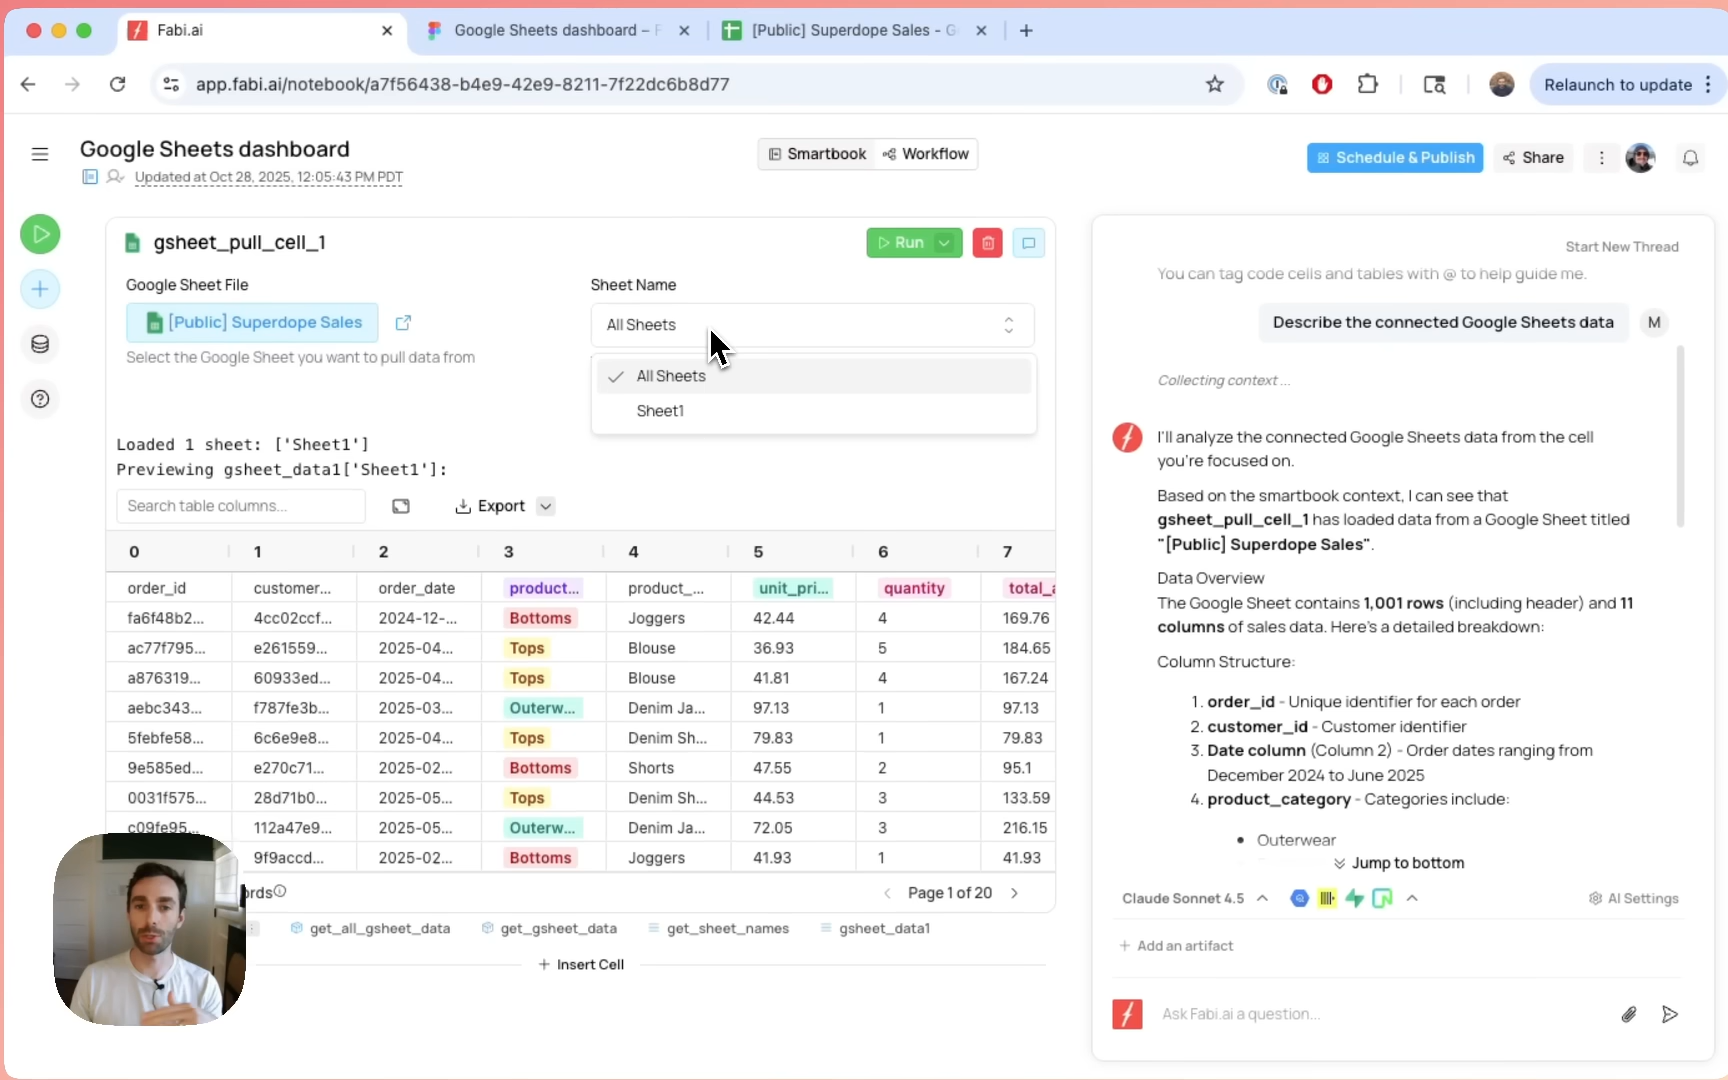 Fabi.ai
Google Sheets dashboard – F
[Public] Superdope Sales - G
app.fabi.ai/notebook/a7f56438-b4e9-42e9-8211-7f22dc6b8d77
Relaunch to update
Google Sheets dashboard
Updated at Oct 28, 2025, 12:05:43 PM PDT
Smartbook
Workflow
Schedule & Publish
Share
gsheet_pull_cell_1
Run
Google Sheet File
Sheet Name
[Public] Superdope Sales
All Sheets
Select the Google Sheet you want to pull data from
All Sheets
Sheet1
Loaded 1 sheet: ['Sheet1']
Previewing gsheet_data1['Sheet1']:
Search table columns...
Export
0 1 2 3 4 5 6 7
order_id customer... order_date product... product_... unit_pri... quantity total_a
fa6f48b2... 4cc02ccf... 2024-12-... Bottoms Joggers 42.44 4 169.76
ac77f795... e261559... 2025-04... Tops Blouse 36.93 5 184.65
a876319... 60933ed... 2025-04... Tops Blouse 41.81 4 167.24
aebc343... f787fe3b... 2025-03... Outerw... Denim Ja... 97.13 1 97.13
5febfe58... 6c6e9e8... 2025-04... Tops Denim Sh... 79.83 1 79.83
9e585ed... e270c71... 2025-02... Bottoms Shorts 47.55 2 95.1
0031f575... 28d71b0... 2025-05... Tops Denim Sh... 44.53 3 133.59
c09fe95... 112a47e9... 2025-05... Outerw... Denim Ja... 72.05 3 216.15
9f9accd... 2025-02... Bottoms Joggers 41.93 1 41.93
ords
Page 1 of 20
get_all_gsheet_data
get_gsheet_data
get_sheet_names
gsheet_data1
Insert Cell
Start New Thread
You can tag code cells and tables with @ to help guide me.
Describe the connected Google Sheets data
M
Collecting context ...
I'll analyze the connected Google Sheets data from the cell
you're focused on.
Based on the smartbook context, I can see that
gsheet_pull_cell_1 has loaded data from a Google Sheet titled
"[Public] Superdope Sales".
Data Overview
The Google Sheet contains 1,001 rows (including header) and 11
columns of sales data. Here's a detailed breakdown:
Column Structure:
1. order_id - Unique identifier for each order
2. customer_id - Customer identifier
3. Date column (Column 2) - Order dates ranging from
December 2024 to June 2025
4. product_category - Categories include:
• Outerwear
Jump to bottom
Claude Sonnet 4.5
AI Settings
Add an artifact
Ask Fabi.ai a question...